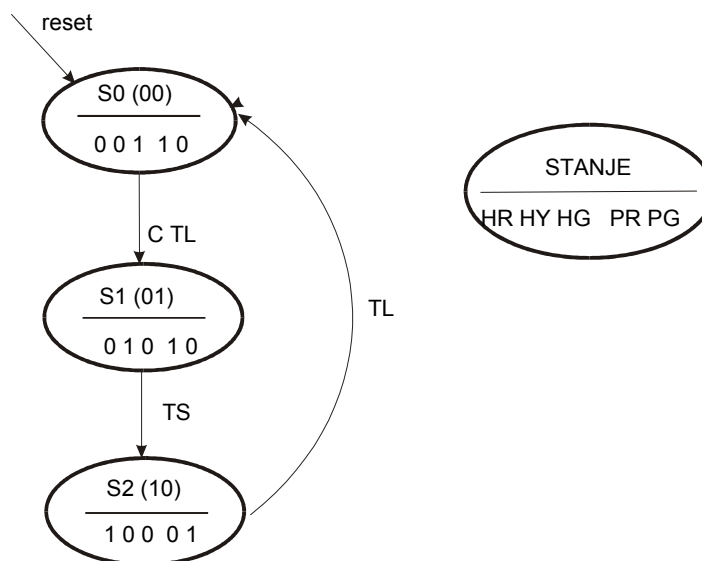 reset
S0 (00)
0 0 1 1 0
C TL
S1 (01)
0 1 0 1 0
TS
S2 (10)
1 0 0 0 1
TL
STANJE
HR HY HG PR PG